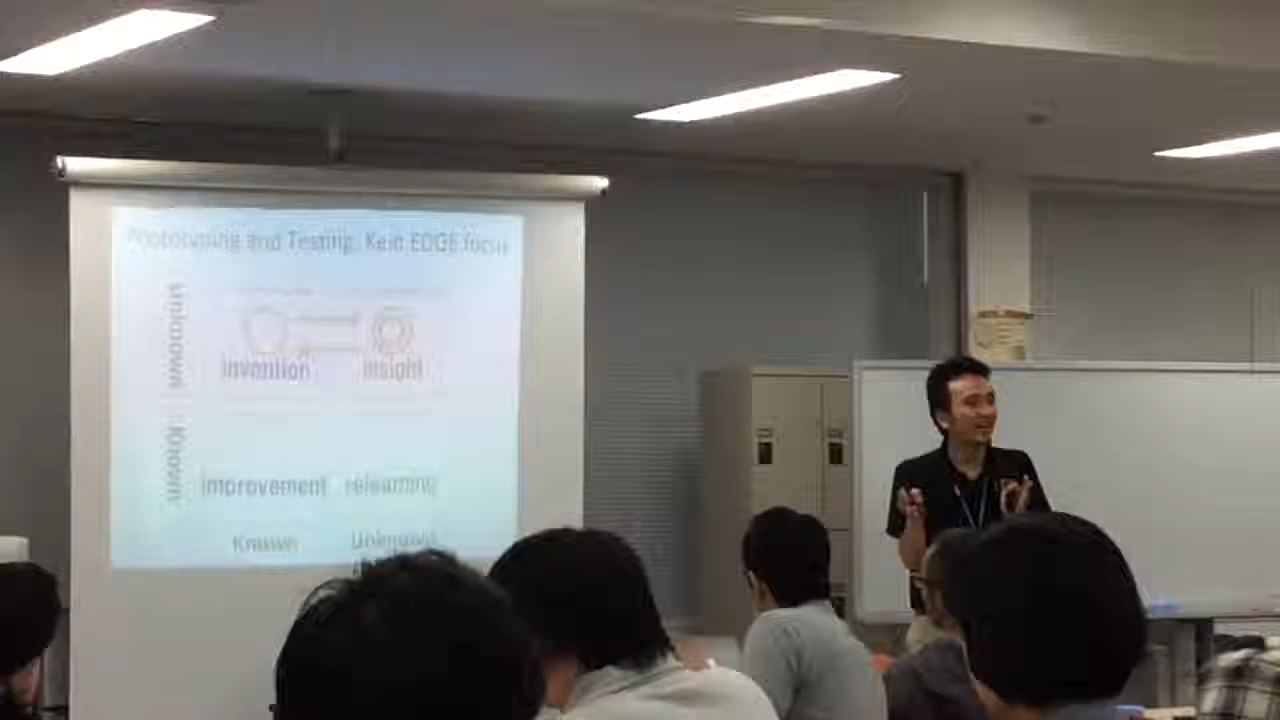 Prototyping and Testing: Keio EDGE focus
Unknown
invention insight
Known
improvement relearning
Known Unknown